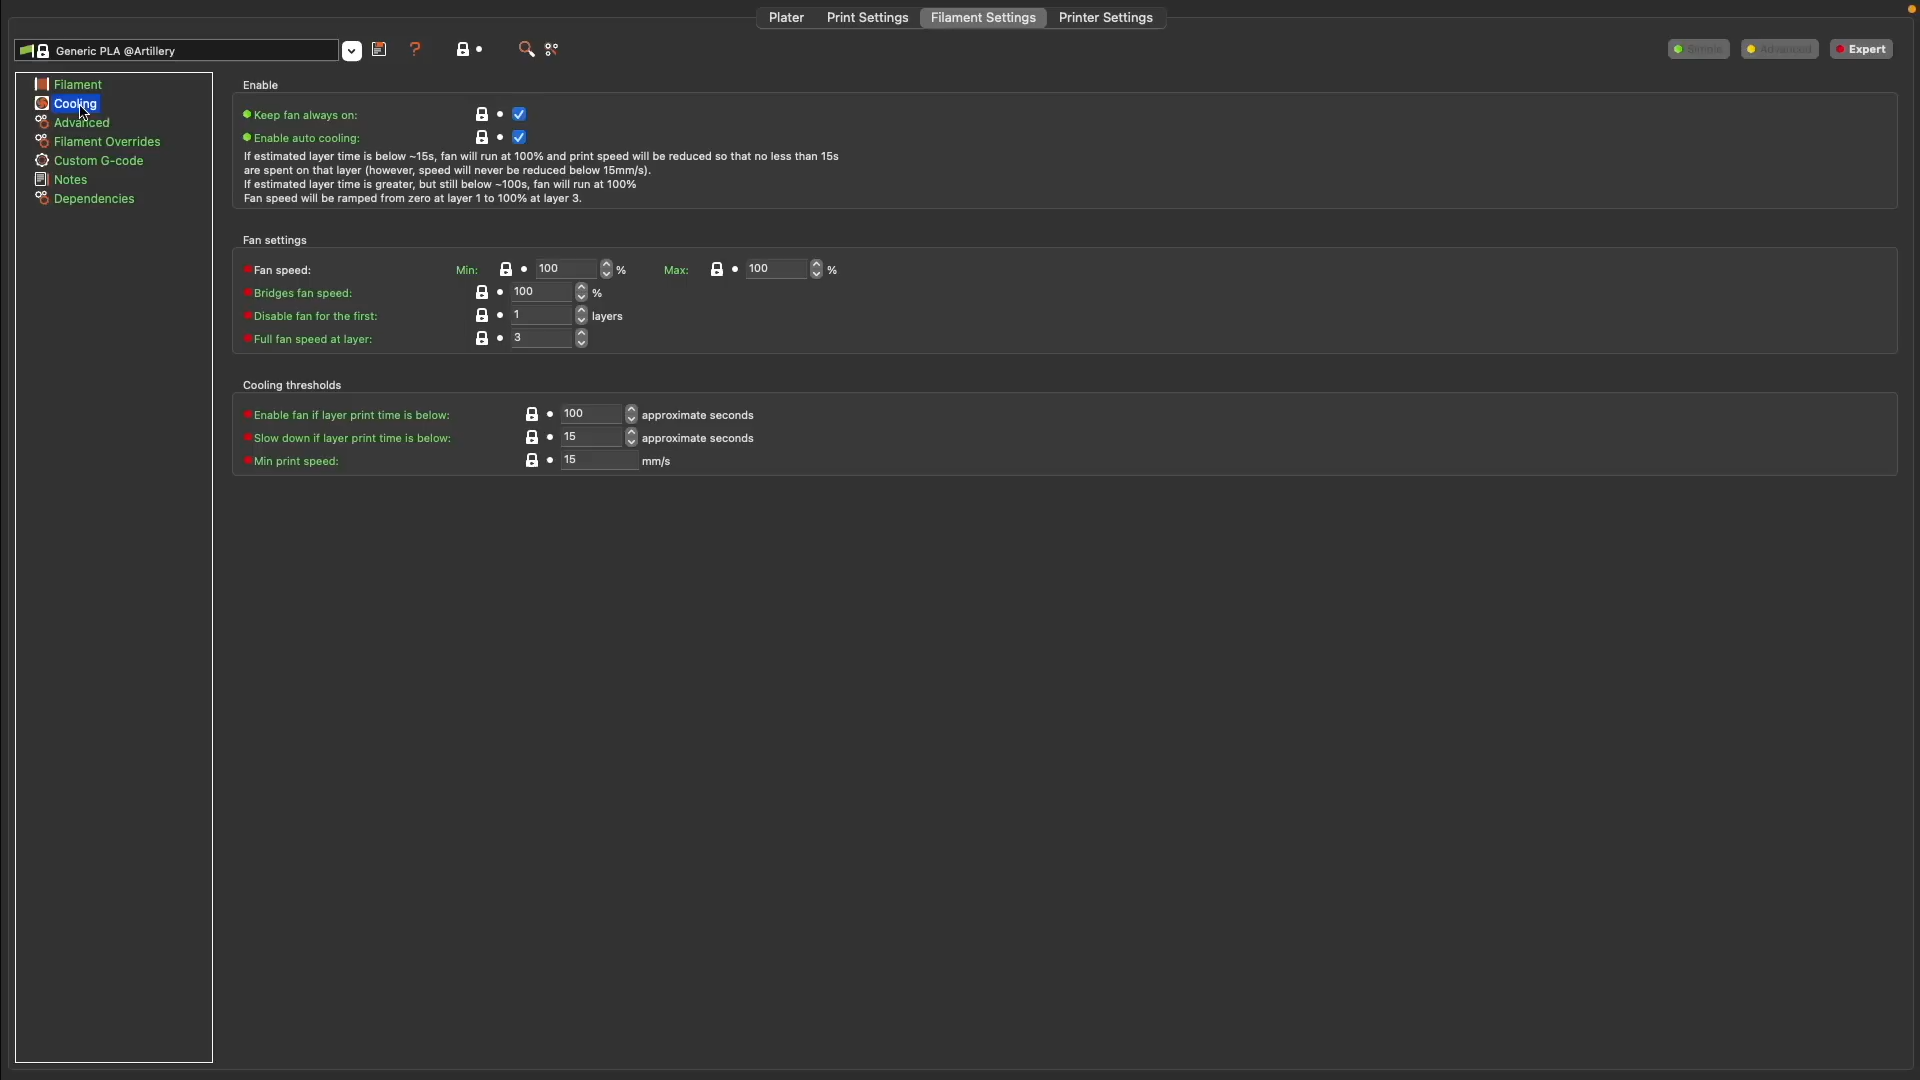 Plater Print Settings Filament Settings Printer Settings
Generic PLA @Artillery
Simple Advanced Expert
Filament
Cooling
Advanced
Filament Overrides
Custom G-code
Notes
Dependencies
Enable
Keep fan always on:
Enable auto cooling:
If estimated layer time is below ~15s, fan will run at 100% and print speed will be reduced so that no less than 15s
are spent on that layer (however, speed will never be reduced below 15mm/s).
If estimated layer time is greater, but still below ~100s, fan will run at 100%
Fan speed will be ramped from zero at layer 1 to 100% at layer 3.
Fan settings
Fan speed: Min: 100 % Max: 100 %
Bridges fan speed: 100 %
Disable fan for the first: 1 layers
Full fan speed at layer: 3
Cooling thresholds
Enable fan if layer print time is below: 100 approximate seconds
Slow down if layer print time is below: 15 approximate seconds
Min print speed: 15 mm/s